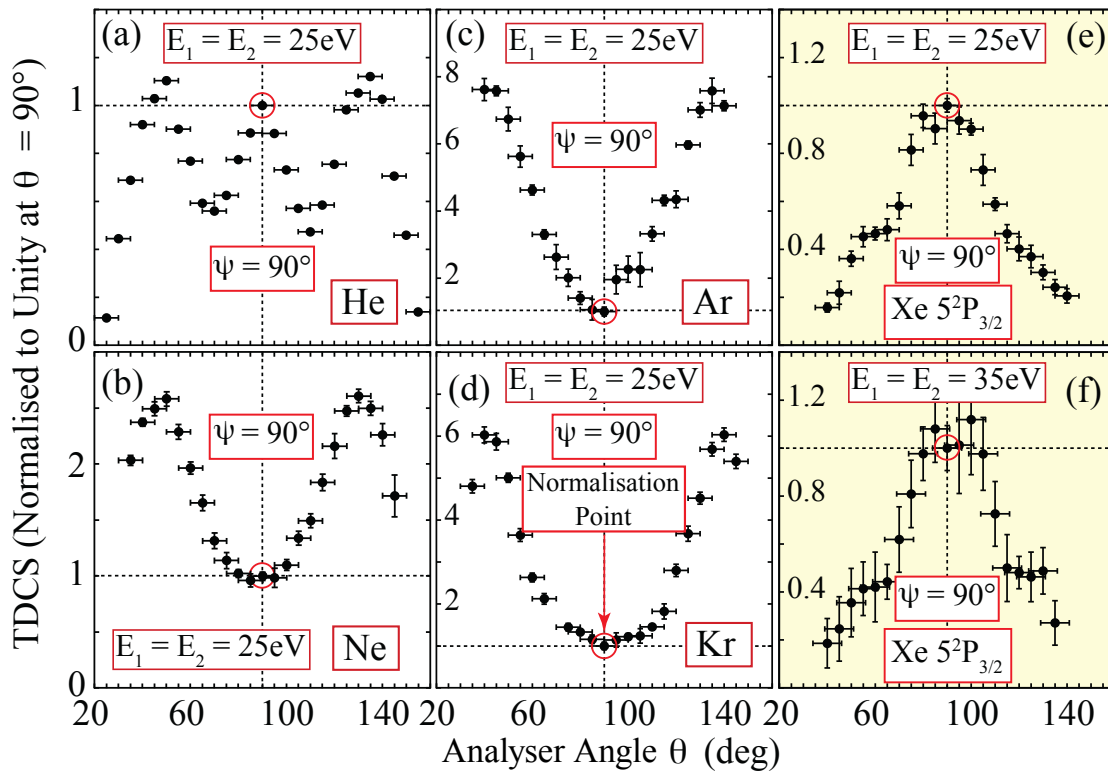 TDCS (Normalised to Unity at θ = 90°)
(a)
E₁ = E₂ = 25eV
1
0
ψ = 90°
He
(b)
2
1
0
ψ = 90°
E₁ = E₂ = 25eV
Ne
20 60 100 140
(c)
E₁ = E₂ = 25eV
8
6
4
2
ψ = 90°
Ar
(d)
E₁ = E₂ = 25eV
6
4
2
ψ = 90°
Normalisation
Point
Kr
20 60 100 140
(e)
E₁ = E₂ = 25eV
1.2
1.0
0.8
0.4
ψ = 90°
Xe 5²P₃/₂
(f)
E₁ = E₂ = 35eV
1.2
1.0
0.8
0.4
ψ = 90°
Xe 5²P₃/₂
20 60 100 140
Analyser Angle θ (deg)